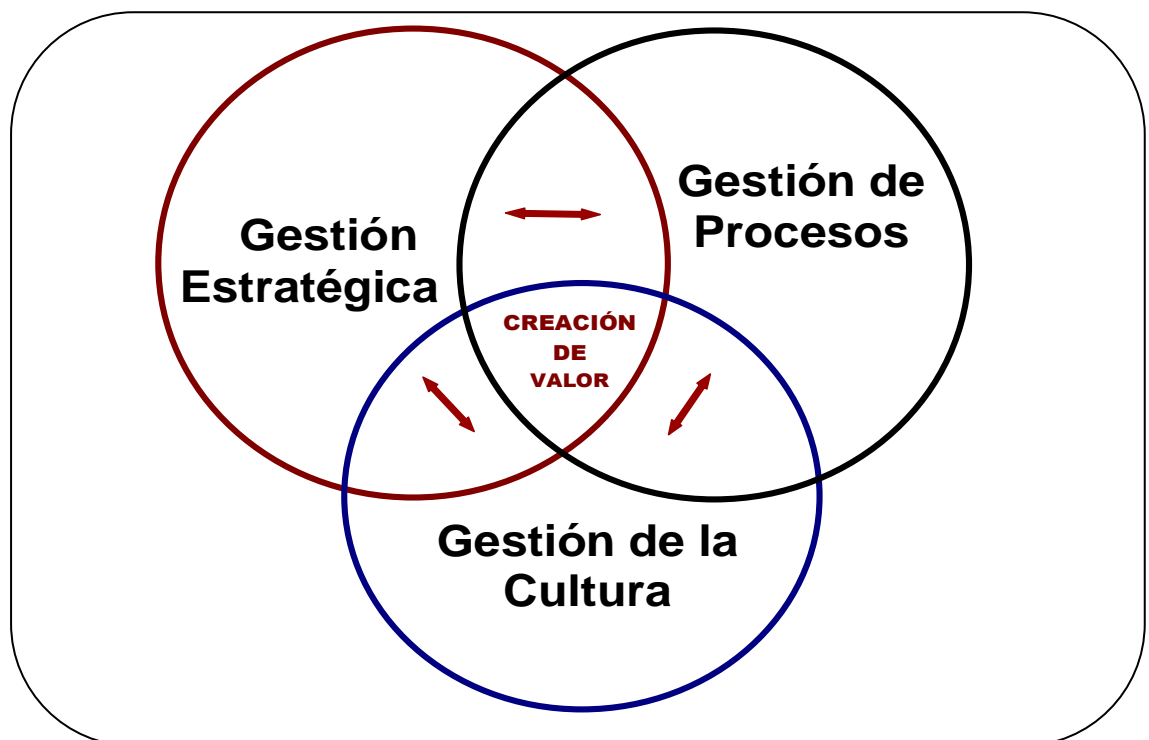 Gestión
Estratégica
Gestión de
Procesos
CREACIÓN
DE
VALOR
Gestión de la
Cultura